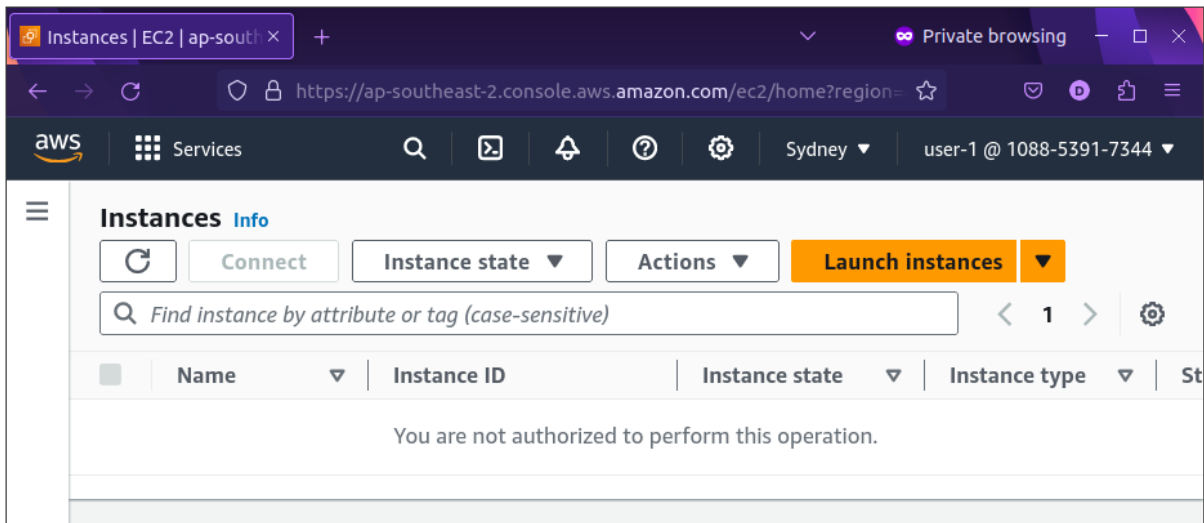 Instances | EC2 | ap-south
Private browsing
https://ap-southeast-2.console.aws.amazon.com/ec2/home?region=
D
aws
Services
Sydney
user-1 @ 1088-5391-7344
Instances Info
Connect
Instance state
Actions
Launch instances
Find instance by attribute or tag (case-sensitive)
1
Name
Instance ID
Instance state
Instance type
St
You are not authorized to perform this operation.